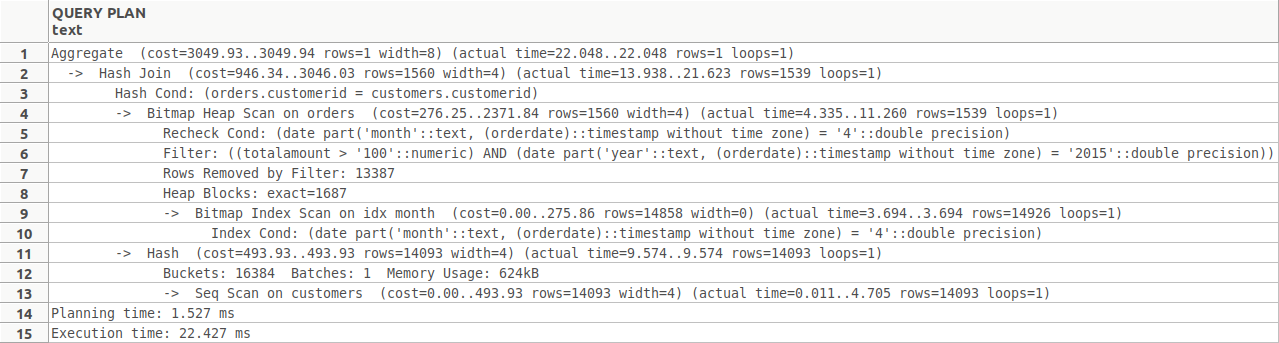 QUERY PLAN
text
1 Aggregate (cost=3049.93..3049.94 rows=1 width=8) (actual time=22.048..22.048 rows=1 loops=1)
2 -> Hash Join (cost=946.34..3046.03 rows=1560 width=4) (actual time=13.938..21.623 rows=1539 loops=1)
3 Hash Cond: (orders.customerid = customers.customerid)
4 -> Bitmap Heap Scan on orders (cost=276.25..2371.84 rows=1560 width=4) (actual time=4.335..11.260 rows=1539 loops=1)
5 Recheck Cond: (date part('month'::text, (orderdate)::timestamp without time zone) = '4'::double precision)
6 Filter: ((totalamount > '100'::numeric) AND (date part('year'::text, (orderdate)::timestamp without time zone) = '2015'::double precision))
7 Rows Removed by Filter: 13387
8 Heap Blocks: exact=1687
9 -> Bitmap Index Scan on idx month (cost=0.00..275.86 rows=14858 width=0) (actual time=3.694..3.694 rows=14926 loops=1)
10 Index Cond: (date part('month'::text, (orderdate)::timestamp without time zone) = '4'::double precision)
11 -> Hash (cost=493.93..493.93 rows=14093 width=4) (actual time=9.574..9.574 rows=14093 loops=1)
12 Buckets: 16384 Batches: 1 Memory Usage: 624kB
13 -> Seq Scan on customers (cost=0.00..493.93 rows=14093 width=4) (actual time=0.011..4.705 rows=14093 loops=1)
14 Planning time: 1.527 ms
15 Execution time: 22.427 ms